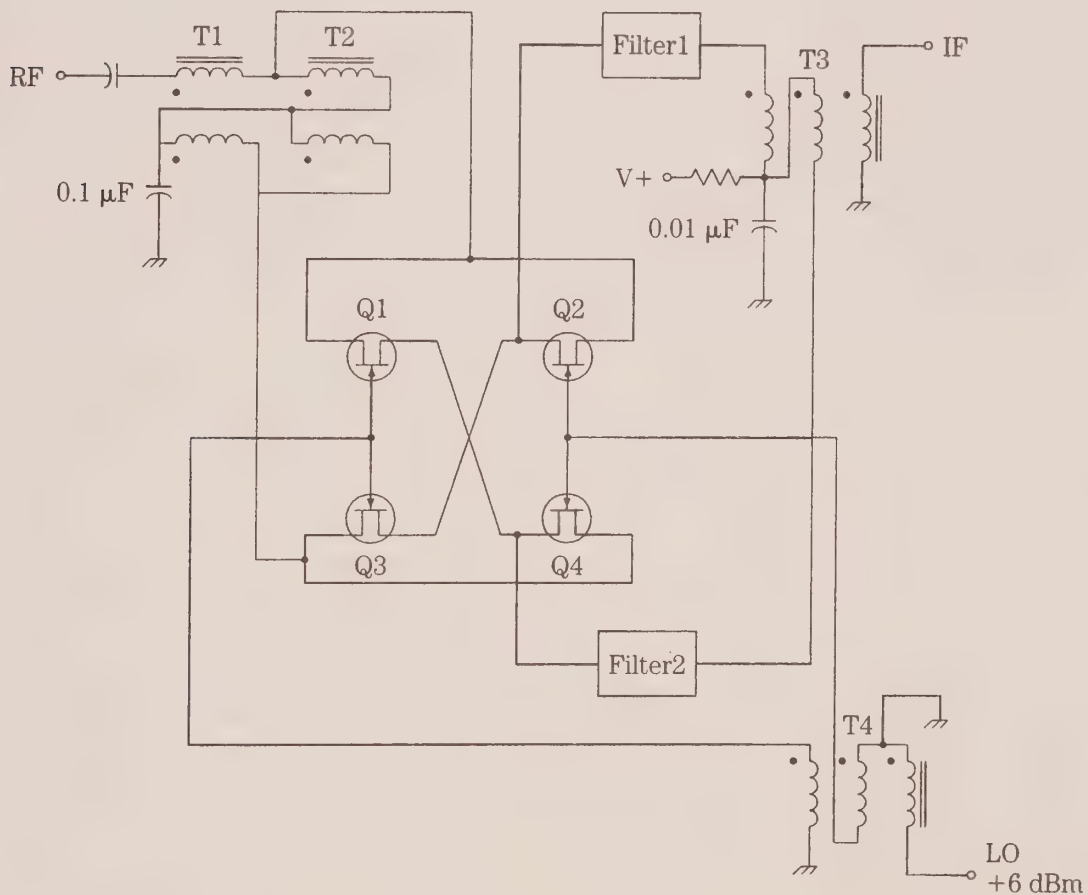 T1
T2
RF
0.1 µF
Filter1
T3
IF
V+
0.01 µF
Q1
Q2
Q3
Q4
Filter2
T4
LO
+6 dBm